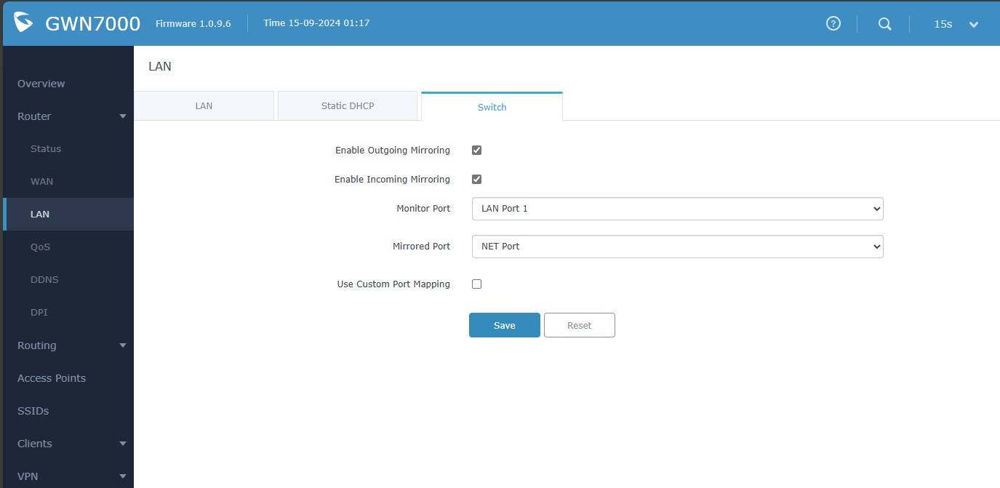 GWN7000 Firmware 1.0.9.6 Time 15-09-2024 01:17 ? 15s
LAN
Overview
Router
Status
WAN
LAN
QoS
DDNS
DPI
Routing
Access Points
SSIDs
Clients
VPN
LAN Static DHCP Switch
Enable Outgoing Mirroring
Enable Incoming Mirroring
Monitor Port LAN Port 1
Mirrored Port NET Port
Use Custom Port Mapping
Save Reset